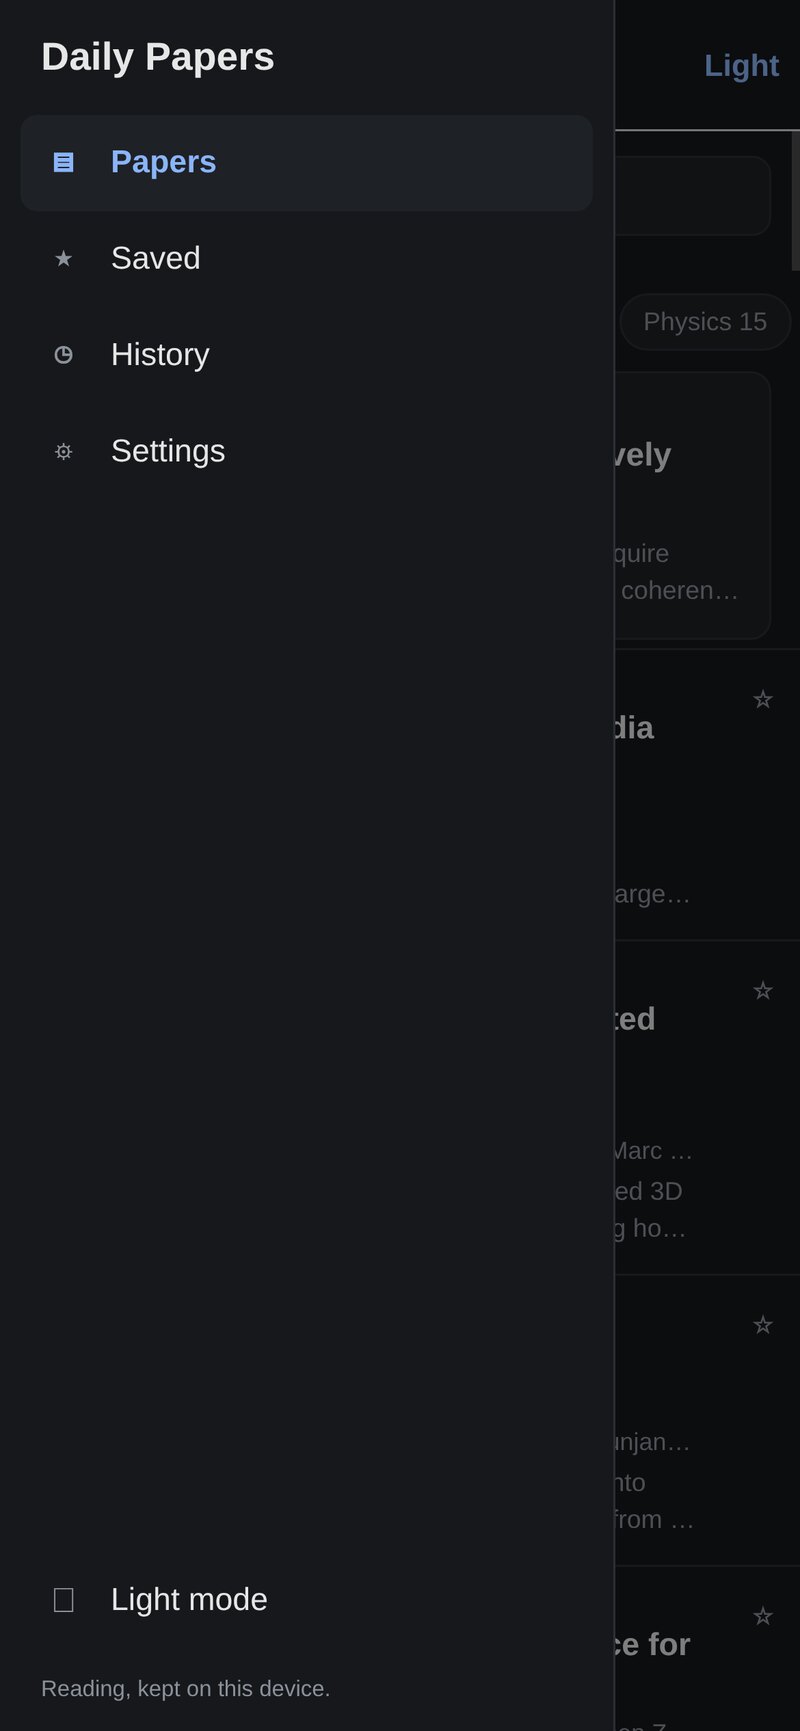 Daily Papers
Light
Papers
Saved
Physics 15
History
Settings
vely
quire
coheren…
dia
arge…
ted
Marc …
ed 3D
g ho…
unjan…
nto
from …
Light mode
ce for
Reading, kept on this device.